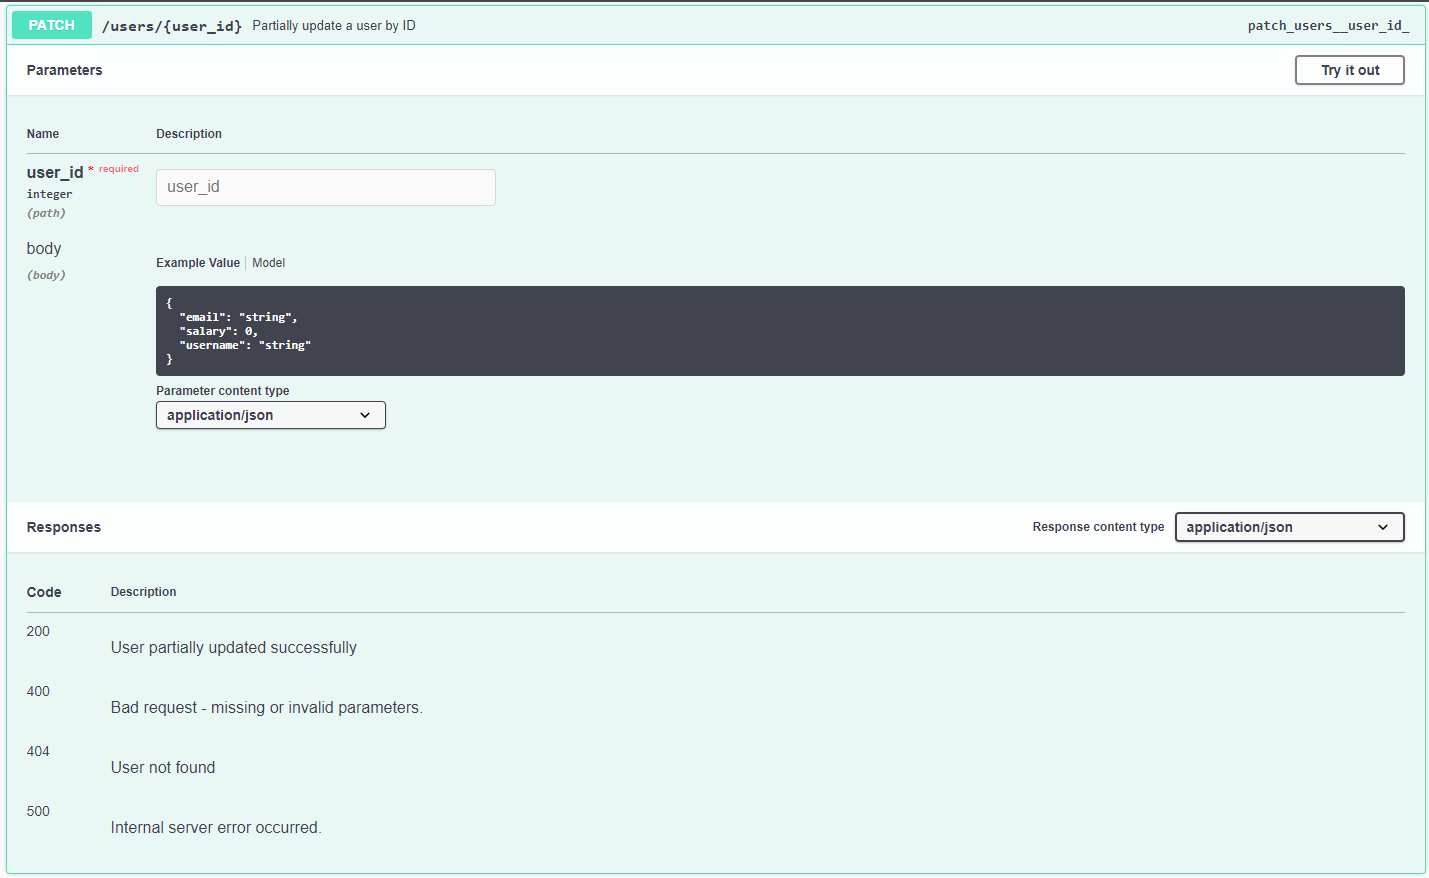 PATCH /users/{user_id} Partially update a user by ID patch_users__user_id_
Parameters Try it out
Name Description
user_id * required user_id
integer
(path)
body
(body)
Example Value Model
{
"email": "string",
"salary": 0,
"username": "string"
}
Parameter content type
application/json
Responses Response content type application/json
Code Description
200
User partially updated successfully
400
Bad request - missing or invalid parameters.
404
User not found
500
Internal server error occurred.